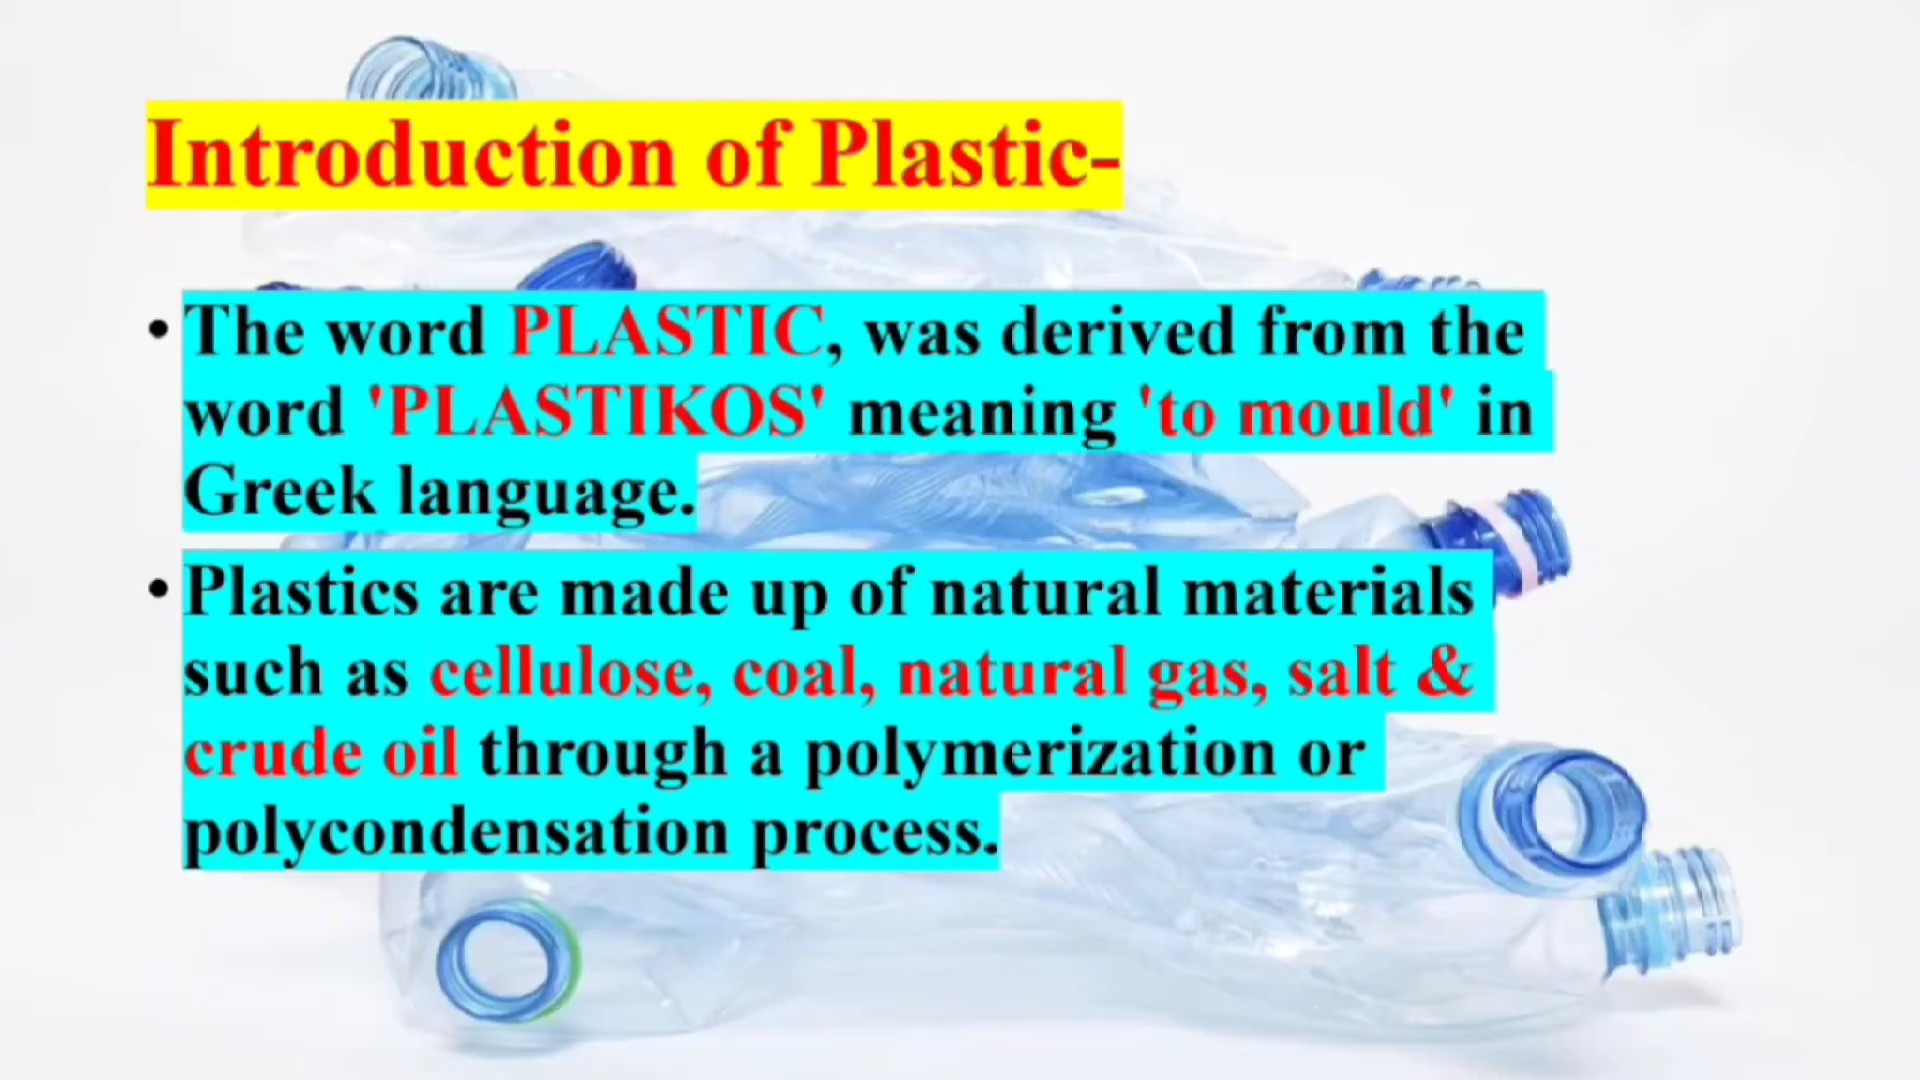 Introduction of Plastic-
• The word PLASTIC, was derived from the
word 'PLASTIKOS' meaning 'to mould' in
Greek language.
• Plastics are made up of natural materials
such as cellulose, coal, natural gas, salt &
crude oil through a polymerization or
polycondensation process.